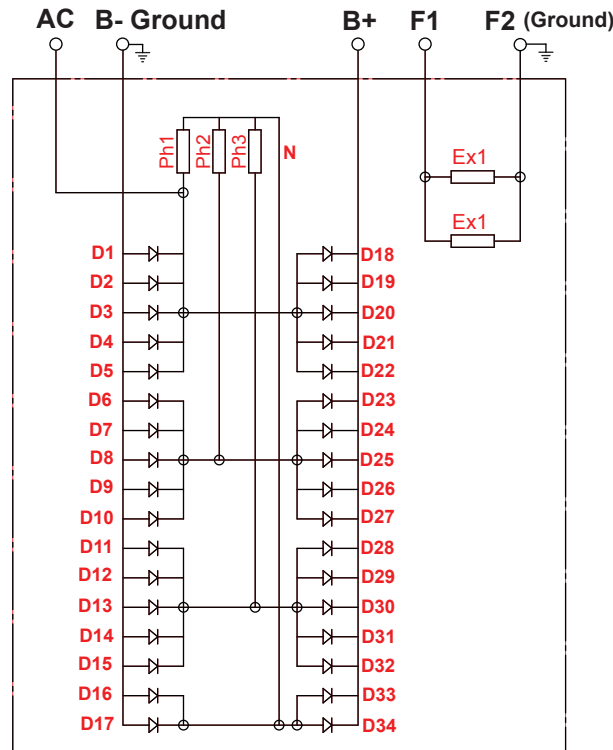 AC B- Ground B+ F1 F2 (Ground)
Ph1 Ph2 Ph3 N
Ex1
Ex1
D1 D18
D2 D19
D3 D20
D4 D21
D5 D22
D6 D23
D7 D24
D8 D25
D9 D26
D10 D27
D11 D28
D12 D29
D13 D30
D14 D31
D15 D32
D16 D33
D17 D34